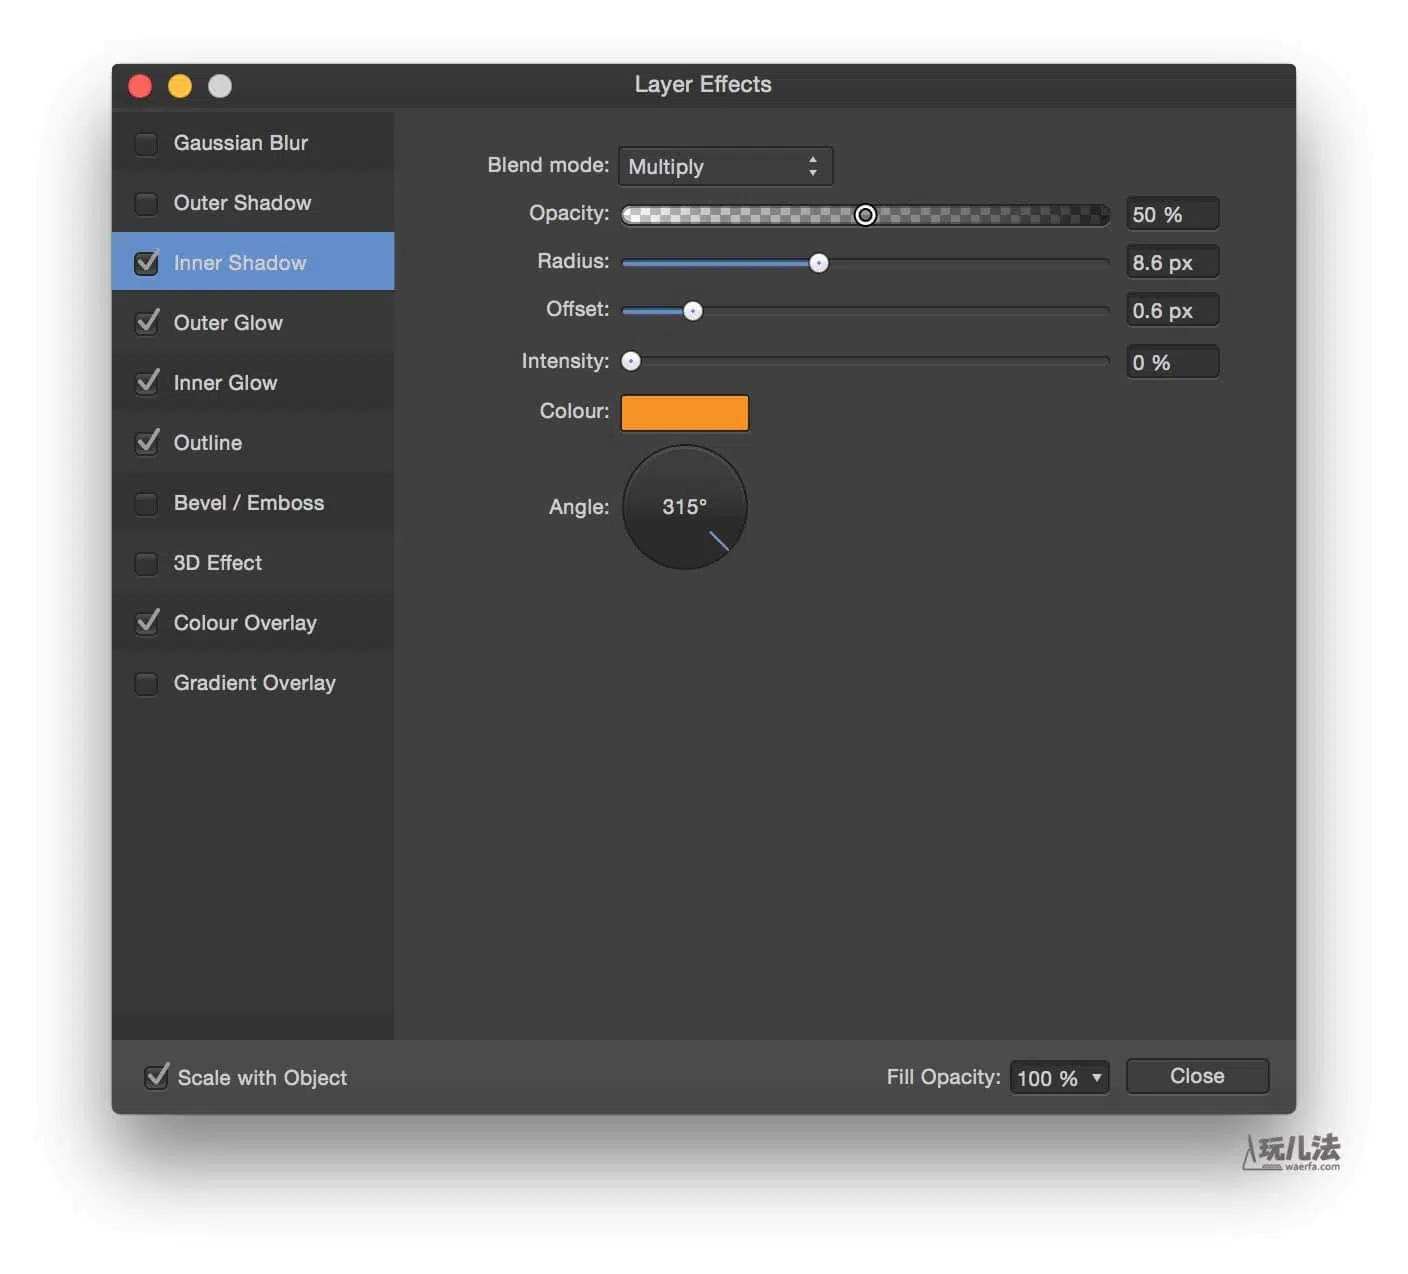 Layer Effects
Gaussian Blur
Outer Shadow
Inner Shadow
Outer Glow
Inner Glow
Outline
Bevel / Emboss
3D Effect
Colour Overlay
Gradient Overlay
Blend mode: Multiply
Opacity: 50 %
Radius: 8.6 px
Offset: 0.6 px
Intensity: 0 %
Colour:
Angle: 315°
Scale with Object
Fill Opacity: 100 % Close
玩儿法
waerfa.com